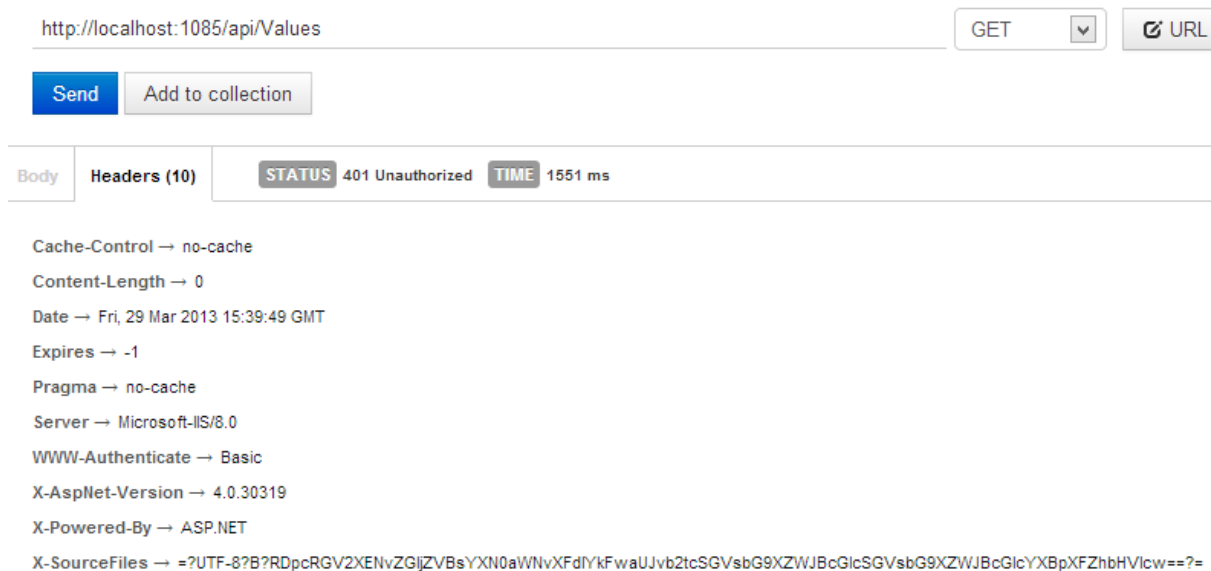 http://localhost:1085/api/Values GET URL
Send Add to collection
Body Headers (10) STATUS 401 Unauthorized TIME 1551 ms
Cache-Control → no-cache
Content-Length → 0
Date → Fri, 29 Mar 2013 15:39:49 GMT
Expires → -1
Pragma → no-cache
Server → Microsoft-IIS/8.0
WWW-Authenticate → Basic
X-AspNet-Version → 4.0.30319
X-Powered-By → ASP.NET
X-SourceFiles →